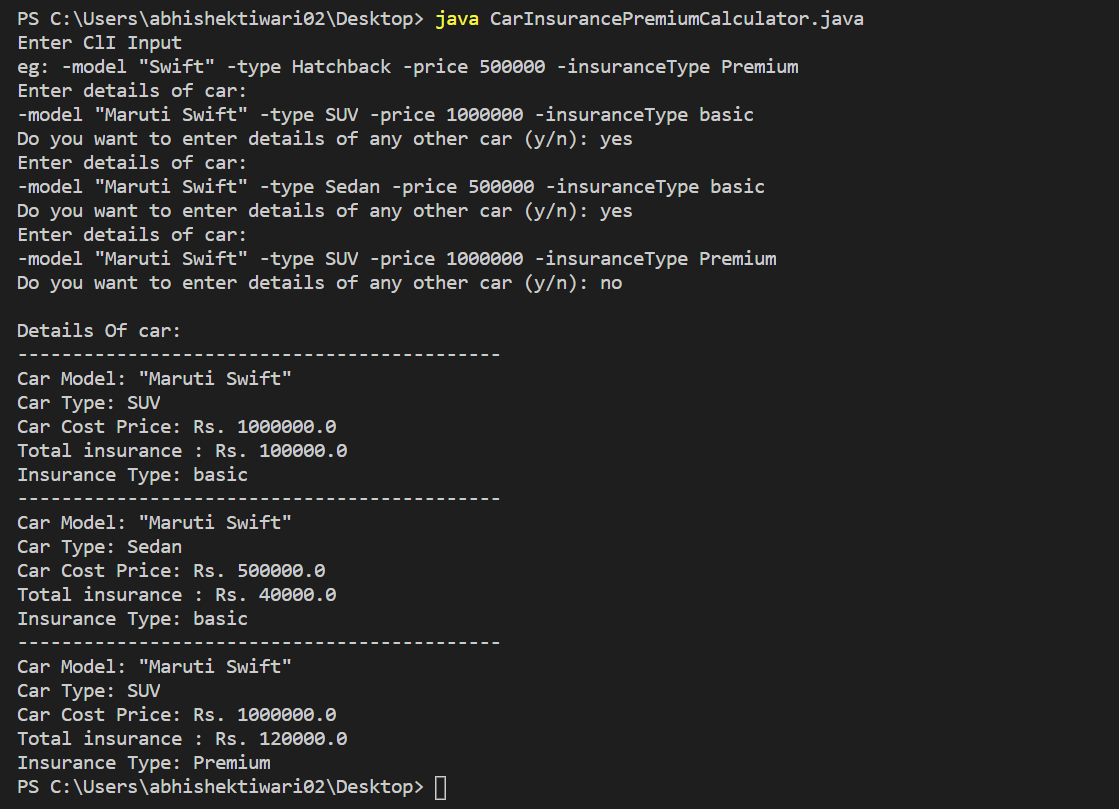 PS C:\Users\abhishektiwari02\Desktop> java CarInsurancePremiumCalculator.java
Enter ClI Input
eg: -model "Swift" -type Hatchback -price 500000 -insuranceType Premium
Enter details of car:
-model "Maruti Swift" -type SUV -price 1000000 -insuranceType basic
Do you want to enter details of any other car (y/n): yes
Enter details of car:
-model "Maruti Swift" -type Sedan -price 500000 -insuranceType basic
Do you want to enter details of any other car (y/n): yes
Enter details of car:
-model "Maruti Swift" -type SUV -price 1000000 -insuranceType Premium
Do you want to enter details of any other car (y/n): no
Details Of car:
--------------------------------------------
Car Model: "Maruti Swift"
Car Type: SUV
Car Cost Price: Rs. 1000000.0
Total insurance : Rs. 100000.0
Insurance Type: basic
--------------------------------------------
Car Model: "Maruti Swift"
Car Type: Sedan
Car Cost Price: Rs. 500000.0
Total insurance : Rs. 40000.0
Insurance Type: basic
--------------------------------------------
Car Model: "Maruti Swift"
Car Type: SUV
Car Cost Price: Rs. 1000000.0
Total insurance : Rs. 120000.0
Insurance Type: Premium
PS C:\Users\abhishektiwari02\Desktop>